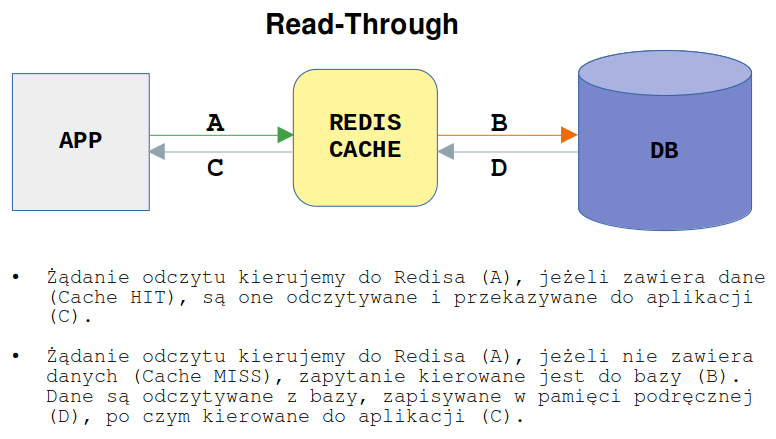 Read-Through
APP
A
C
REDIS
CACHE
B
D
DB
• Żądanie odczytu kierujemy do Redisa (A), jeżeli zawiera dane
(Cache HIT), są one odczytywane i przekazywane do aplikacji
(C).
• Żądanie odczytu kierujemy do Redisa (A), jeżeli nie zawiera
danych (Cache MISS), zapytanie kierowane jest do bazy (B).
Dane są odczytywane z bazy, zapisywane w pamięci podręcznej
(D), po czym kierowane do aplikacji (C).